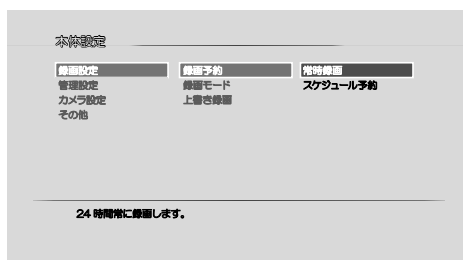 本体設定
録画設定
管理設定
カメラ設定
その他
録画予約
録画モード
上書き録画
常時録画
スケジュール予約
24 時間常に録画します。